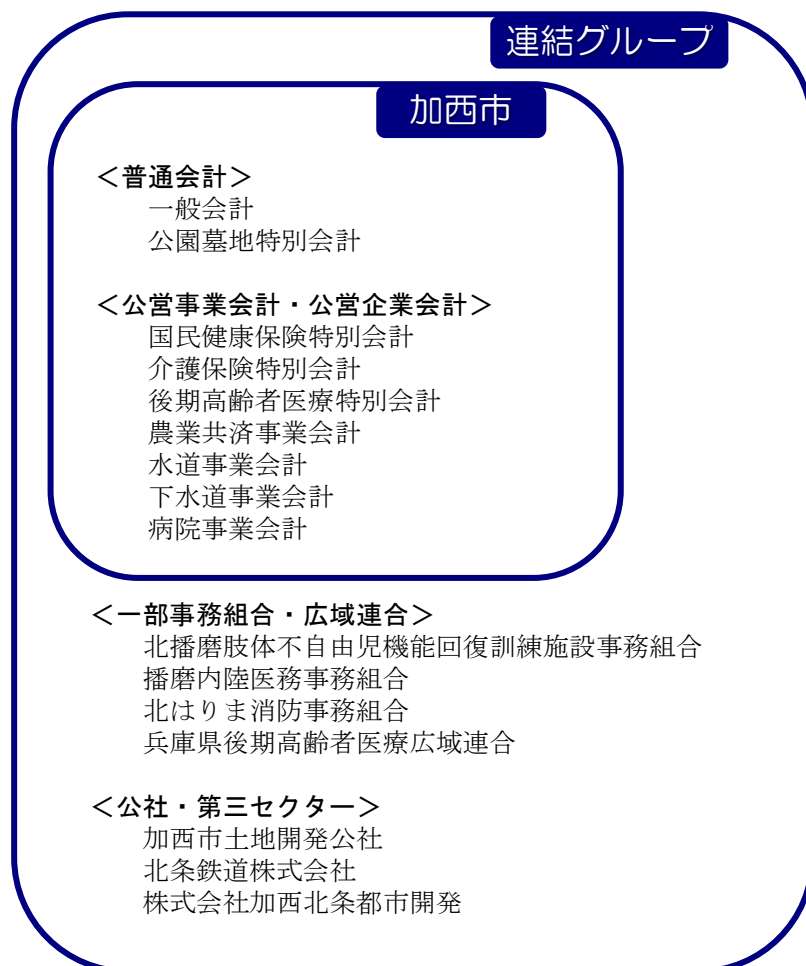 連結グループ
加西市
＜普通会計＞
一般会計
公園墓地特別会計
＜公営事業会計・公営企業会計＞
国民健康保険特別会計
介護保険特別会計
後期高齢者医療特別会計
農業共済事業会計
水道事業会計
下水道事業会計
病院事業会計
＜一部事務組合・広域連合＞
北播磨肢体不自由児機能回復訓練施設事務組合
播磨内陸医務事務組合
北はりま消防事務組合
兵庫県後期高齢者医療広域連合
＜公社・第三セクター＞
加西市土地開発公社
北条鉄道株式会社
株式会社加西北条都市開発